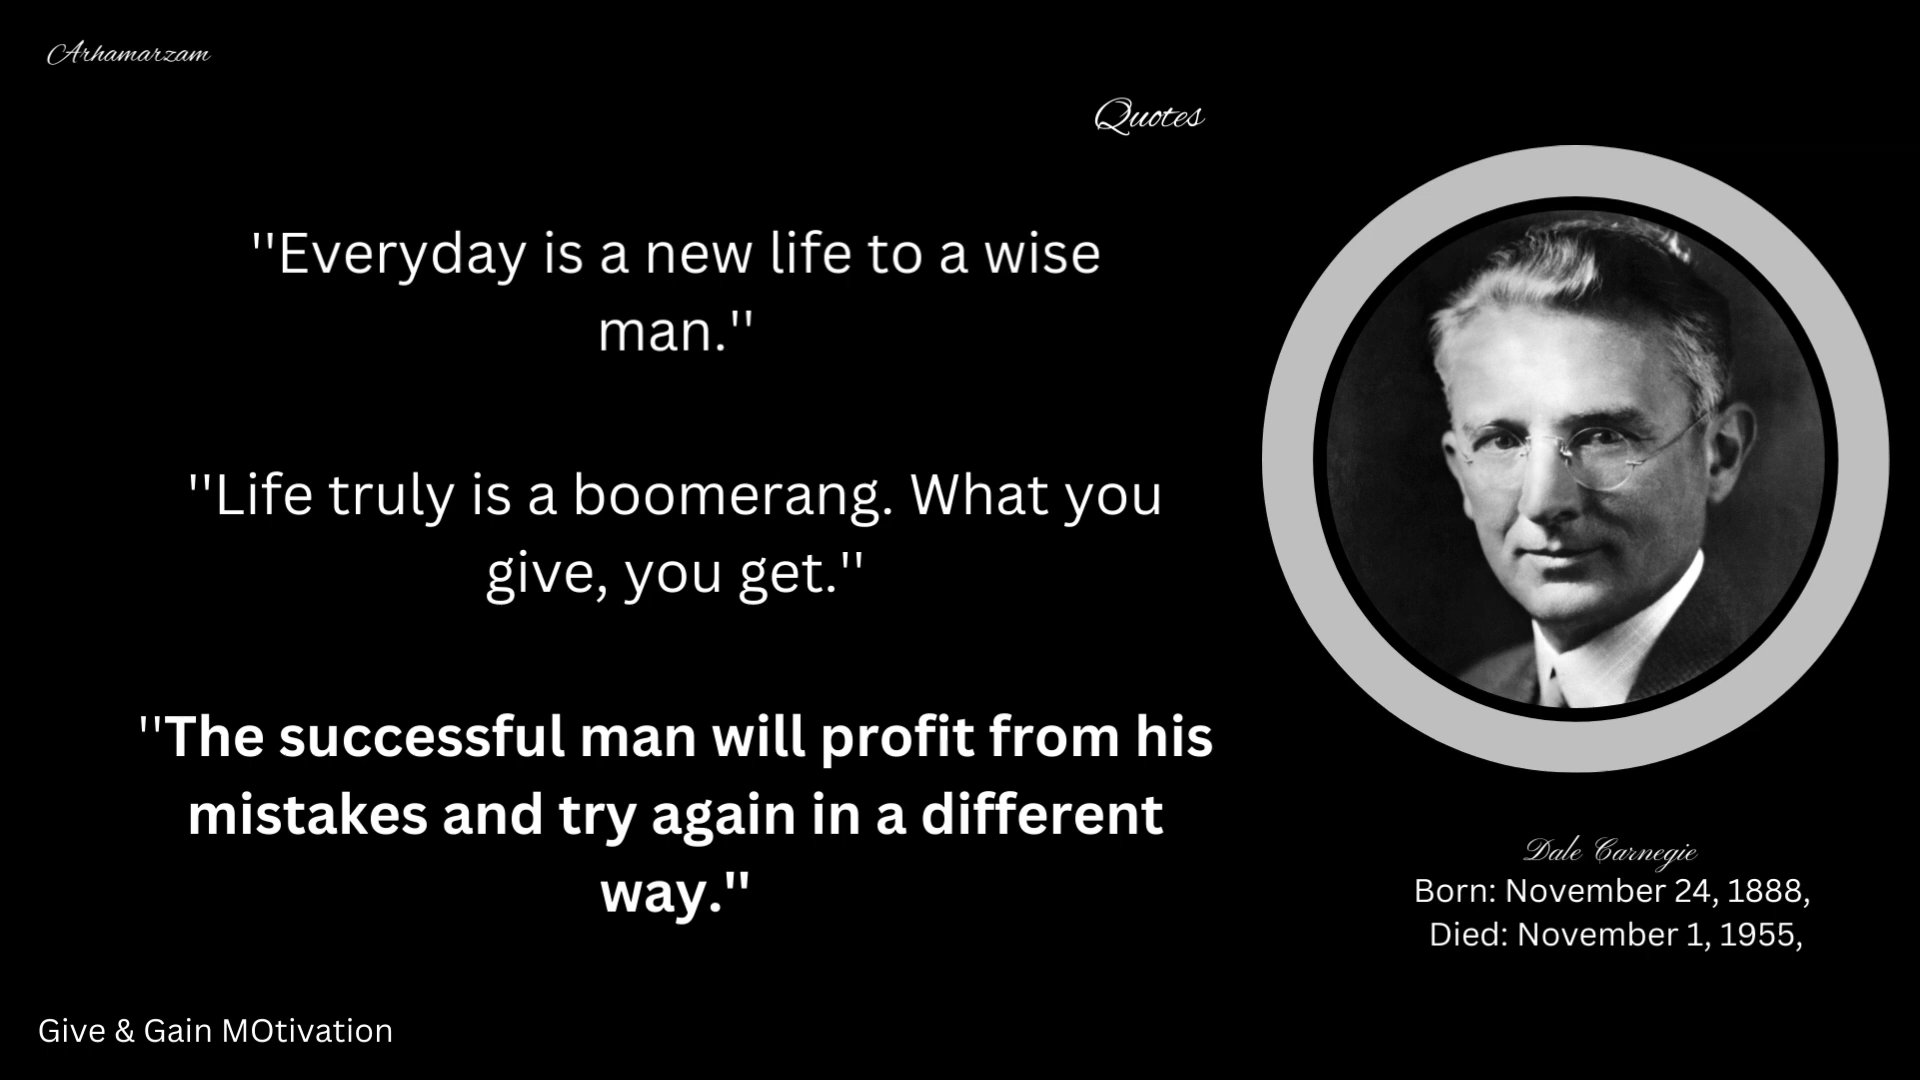 Arhamarzam
Quotes
"Everyday is a new life to a wise
man."
"Life truly is a boomerang. What you
give, you get."
"The successful man will profit from his
mistakes and try again in a different
way."
Dale Carnegie
Born: November 24, 1888,
Died: November 1, 1955,
Give & Gain MOtivation